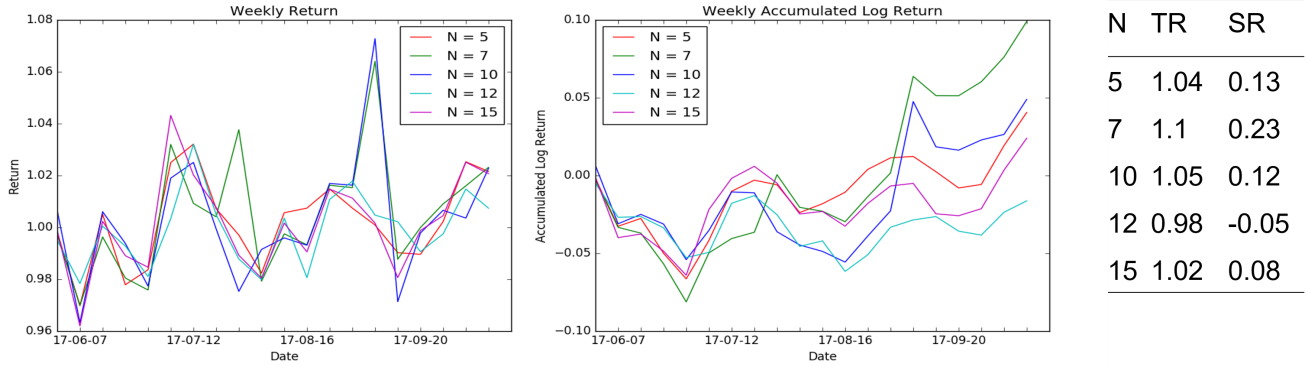 Weekly Return
1.08
1.06
1.04
1.02
1.00
0.98
0.96
Return
N = 5
N = 7
N = 10
N = 12
N = 15
17-06-07
17-07-12
17-08-16
17-09-20
Date
Weekly Accumulated Log Return
0.10
0.05
0.00
−0.05
−0.10
Accumulated Log Return
N = 5
N = 7
N = 10
N = 12
N = 15
17-06-07
17-07-12
17-08-16
17-09-20
Date
N TR SR
5 1.04 0.13
7 1.1 0.23
10 1.05 0.12
12 0.98 -0.05
15 1.02 0.08